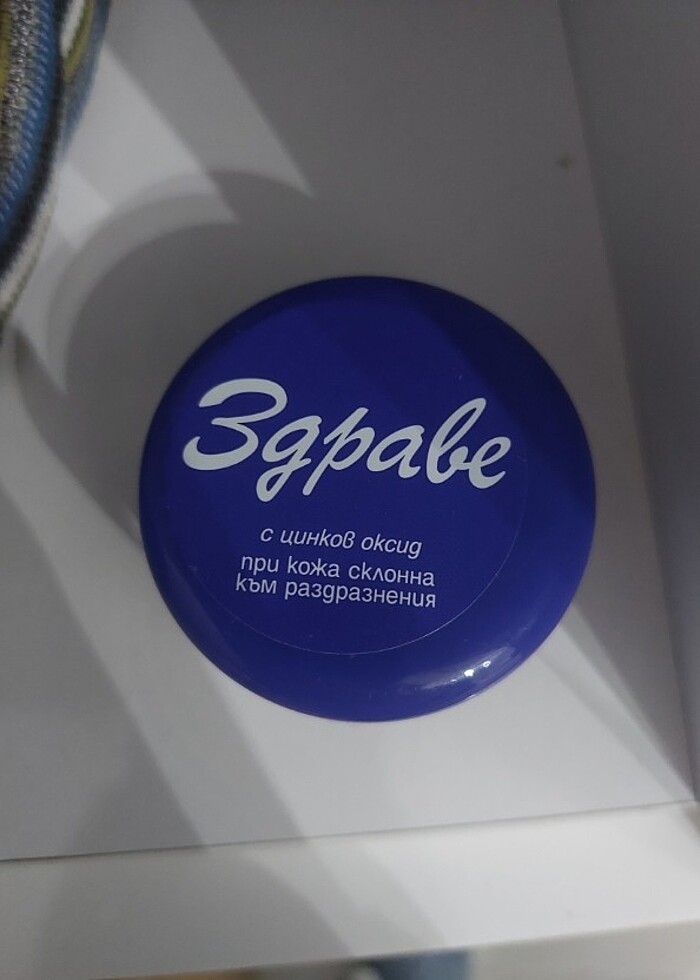 Здраве
с цинков оксид
при кожа склонна
към раздразнения